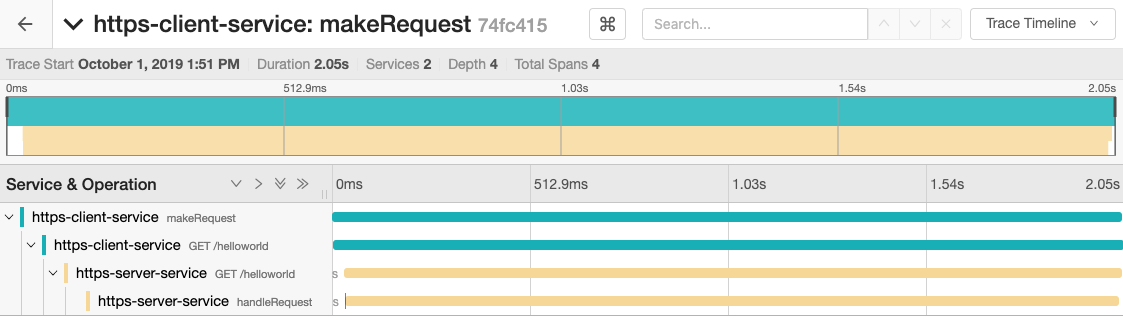 https-client-service: makeRequest 74fc415 ⌘ Search... Trace Timeline
Trace Start October 1, 2019 1:51 PM Duration 2.05s Services 2 Depth 4 Total Spans 4
0ms 512.9ms 1.03s 1.54s 2.05s
Service & Operation 0ms 512.9ms 1.03s 1.54s 2.05s
https-client-service makeRequest
https-client-service GET /helloworld
https-server-service GET /helloworld s
https-server-service handleRequest s